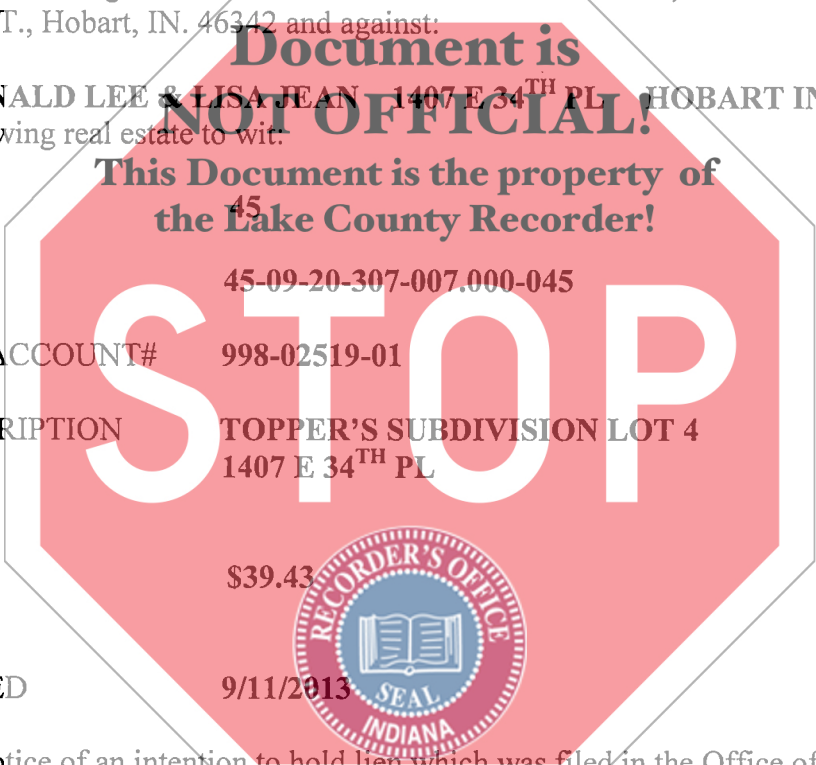 T., Hobart, IN. 46342 and against:
Document is
NALD LEE & LISA JEAN 1407 E 34TH PL HOBART IN
NOT OFFICIAL!
wing real estate to wit:
This Document is the property of
45
the Lake County Recorder!
45-09-20-307-007.000-045
STOP
ACCOUNT# 998-02519-01
RIPTION TOPPER'S SUBDIVISION LOT 4
1407 E 34TH PL
$39.43
RECORDER'S OFFICE
ED 9/11/2013
SEAL
INDIANA
tice of an intention to hold lien which was filed in the Office of